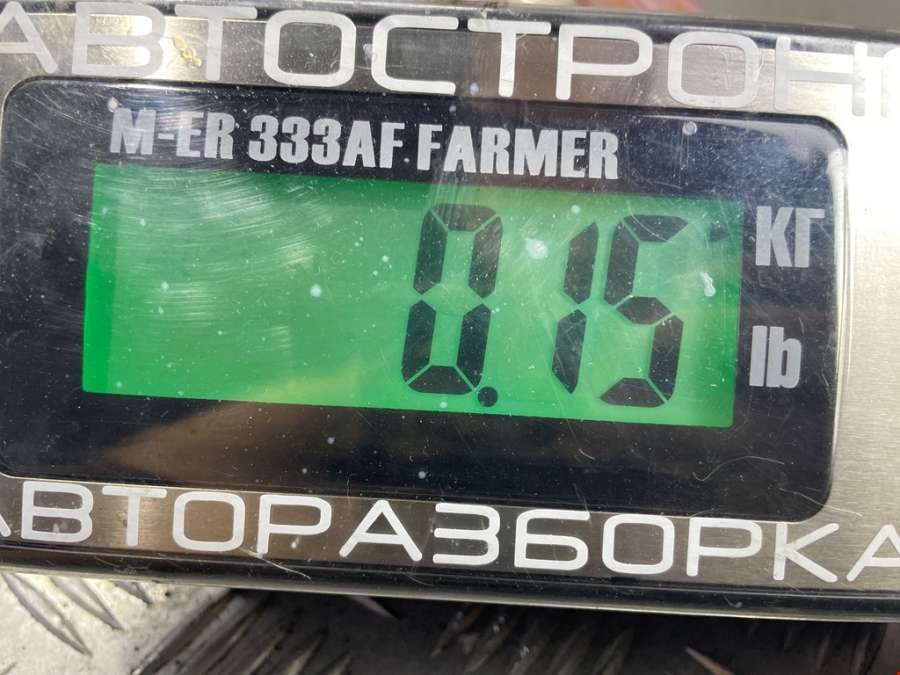 АВТОСТРОН
M-ER 333AF FARMER
0.15
КГ
lb
АВТОРАЗБОРКА